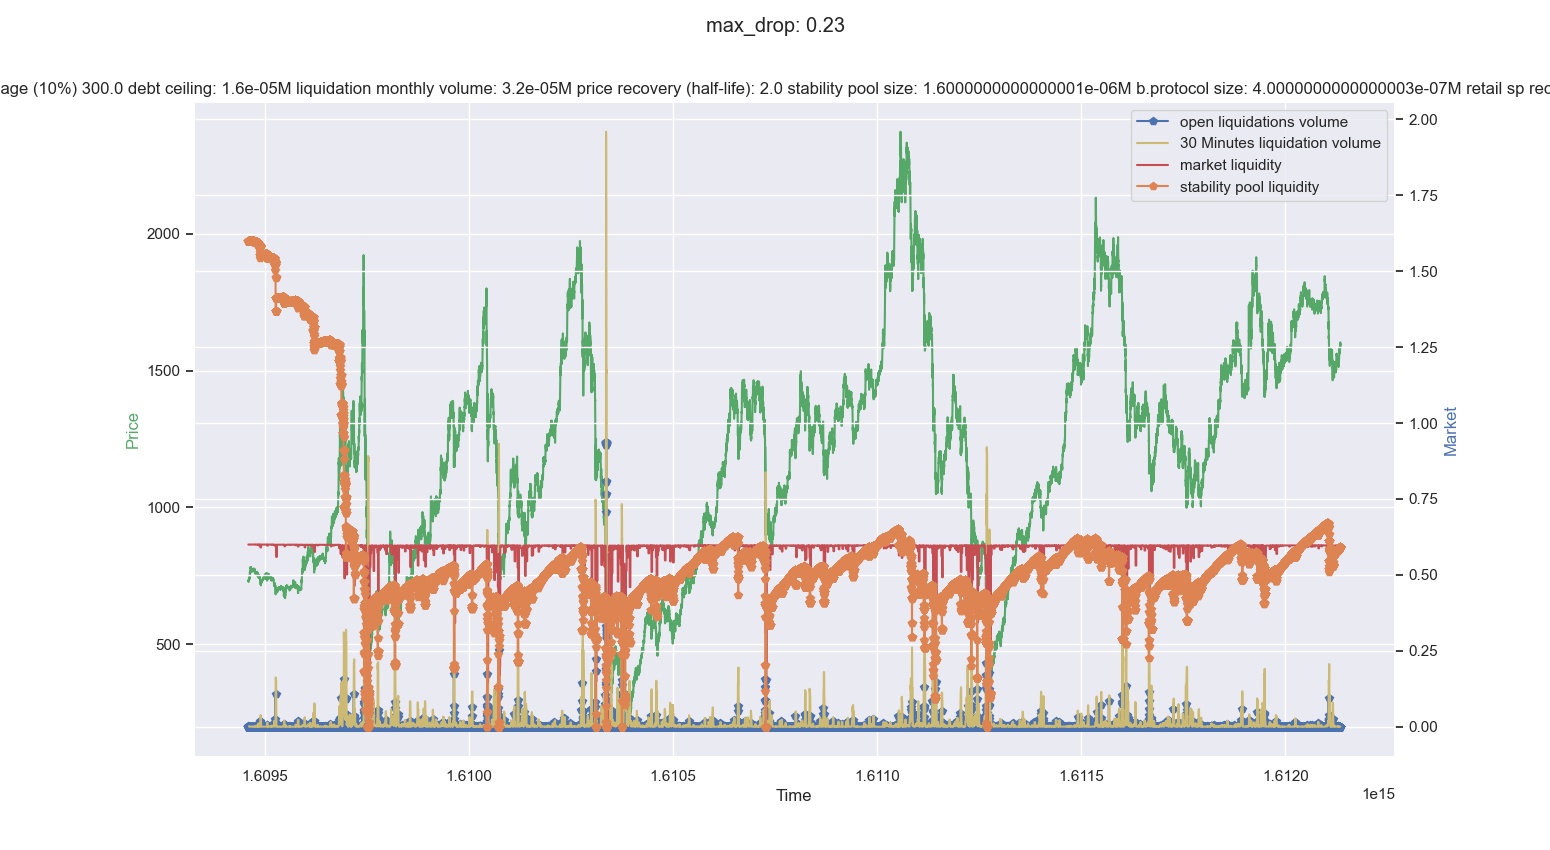 max_drop: 0.23
age (10%) 300.0 debt ceiling: 1.6e-05M liquidation monthly volume: 3.2e-05M price recovery (half-life): 2.0 stability pool size: 1.6000000000000001e-06M b.protocol size: 4.0000000000000003e-07M retail sp rec
open liquidations volume
30 Minutes liquidation volume
market liquidity
stability pool liquidity
2000
1500
1000
500
Price
2.00
1.75
1.50
1.25
1.00
0.75
0.50
0.25
0.00
Market
1.6095
1.6100
1.6105
1.6110
1.6115
1.6120
1e15
Time